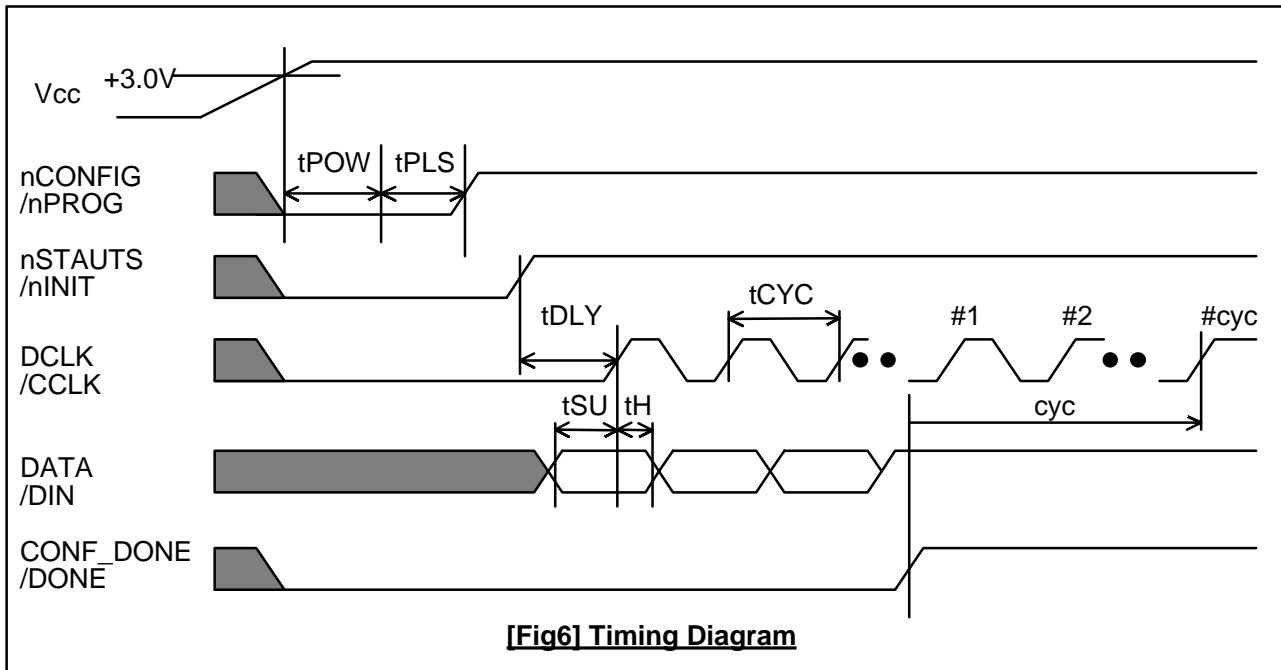 +3.0V
Vcc
tPOW tPLS
nCONFIG
/nPROG
nSTAUTS
/nINIT
tDLY tCYC #1 #2 #cyc
DCLK
/CCLK
tSU tH cyc
DATA
/DIN
CONF_DONE
/DONE
[Fig6] Timing Diagram